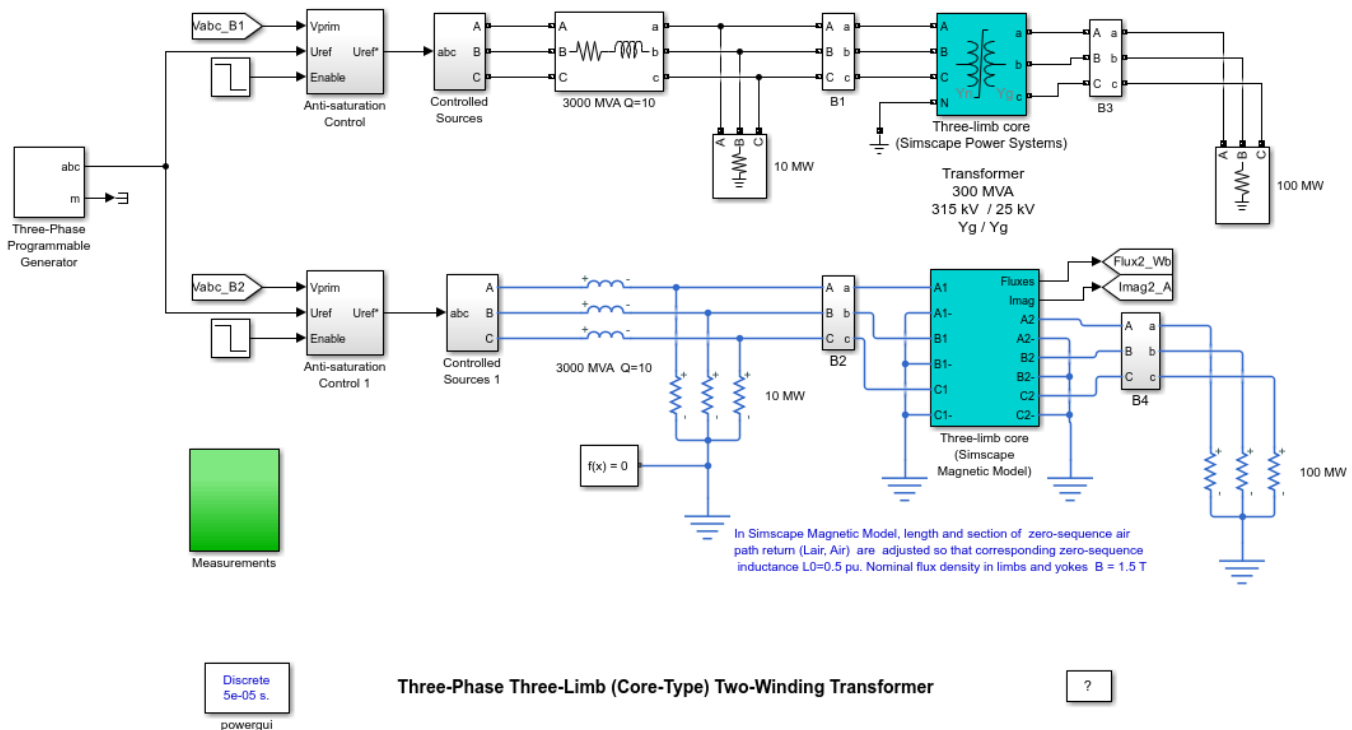 Vabc_B1
Vprim
Uref
Enable
Uref*
Anti-saturation
Control
abc
A
B
C
Controlled
Sources
A
B
C
a
b
c
3000 MVA Q=10
A
B
C
10 MW
A a
B b
C c
B1
A
B
C
N
a
b
c
Yn
Yg
Three-limb core
(Simscape Power Systems)
Transformer
300 MVA
315 kV / 25 kV
Yg / Yg
A a
B b
C c
B3
A
B
C
100 MW
abc
m
Three-Phase
Programmable
Generator
Vabc_B2
Vprim
Uref
Enable
Uref*
Anti-saturation
Control 1
abc
A
B
C
Controlled
Sources 1
+ -
+ -
+ -
3000 MVA Q=10
+ + +
- - -
10 MW
f(x) = 0
A a
B b
C c
B2
A1
A1-
B1
B1-
C1
C1-
Fluxes
Imag
A2
A2-
B2
B2-
C2
C2-
Three-limb core
(Simscape
Magnetic Model)
Flux2_Wb
Imag2_A
A a
B b
C c
B4
+ + +
- - -
100 MW
Measurements
In Simscape Magnetic Model, length and section of zero-sequence air
path return (Lair, Air) are adjusted so that corresponding zero-sequence
inductance L0=0.5 pu. Nominal flux density in limbs and yokes B = 1.5 T
Discrete
5e-05 s.
powergui
Three-Phase Three-Limb (Core-Type) Two-Winding Transformer
?